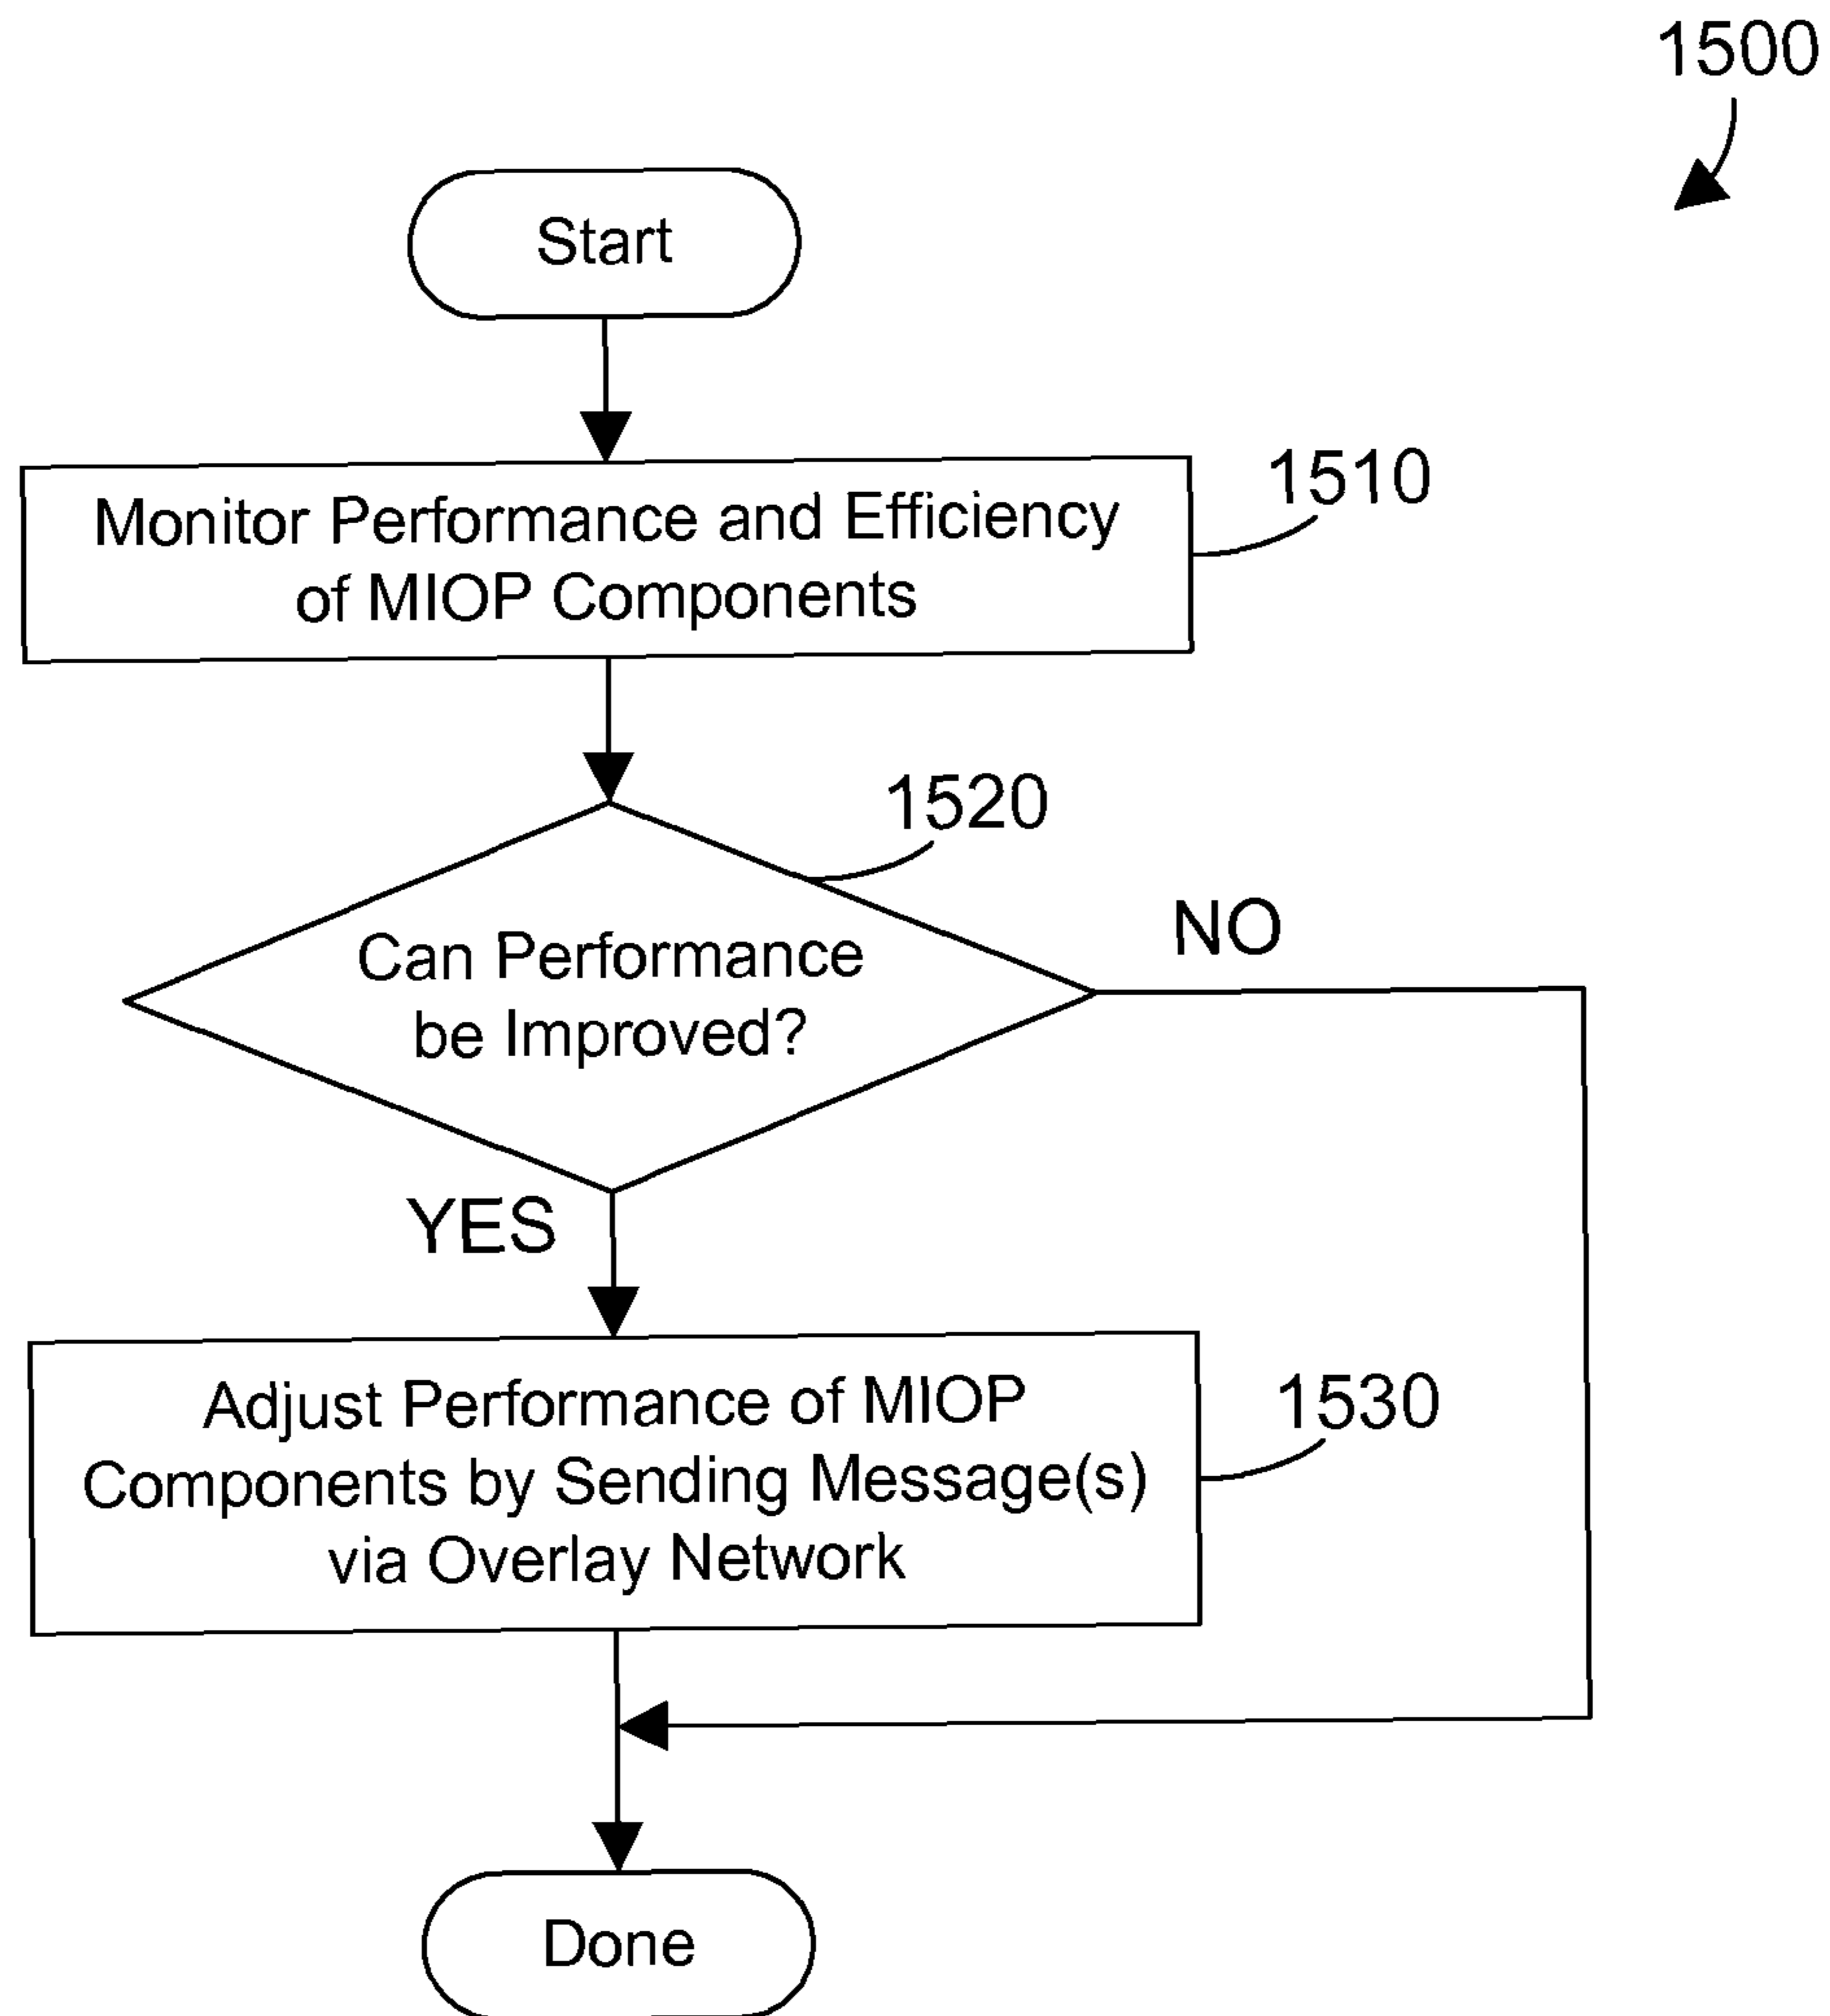 1500
Start
Monitor Performance and Efficiency
of MIOP Components
1510
1520
Can Performance
be Improved?
NO
YES
Adjust Performance of MIOP
Components by Sending Message(s)
via Overlay Network
1530
Done